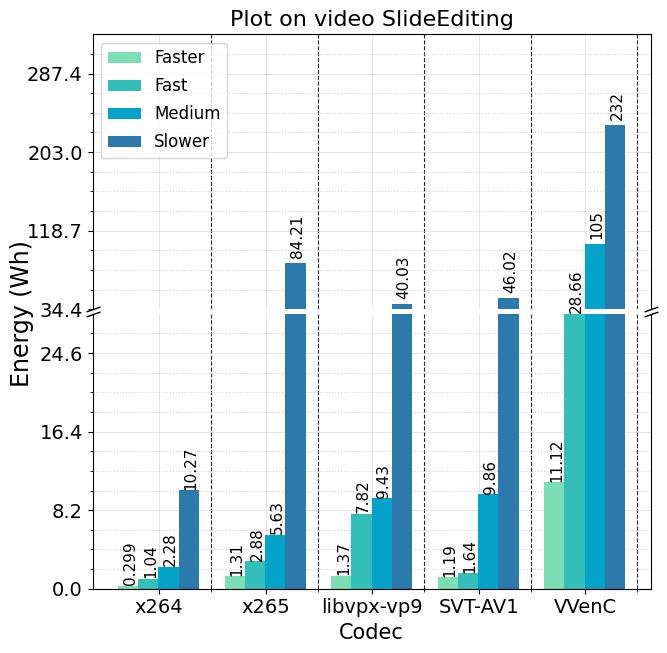 Plot on video SlideEditing
Faster
Fast
Medium
Slower
Energy (Wh)
287.4
203.0
118.7
34.4
24.6
16.4
8.2
0.0
0.299
1.04
2.28
10.27
1.31
2.88
5.63
84.21
1.37
7.82
9.43
40.03
1.19
1.64
9.86
46.02
11.12
28.66
105
232
x264
x265
libvpx-vp9
SVT-AV1
VVenC
Codec